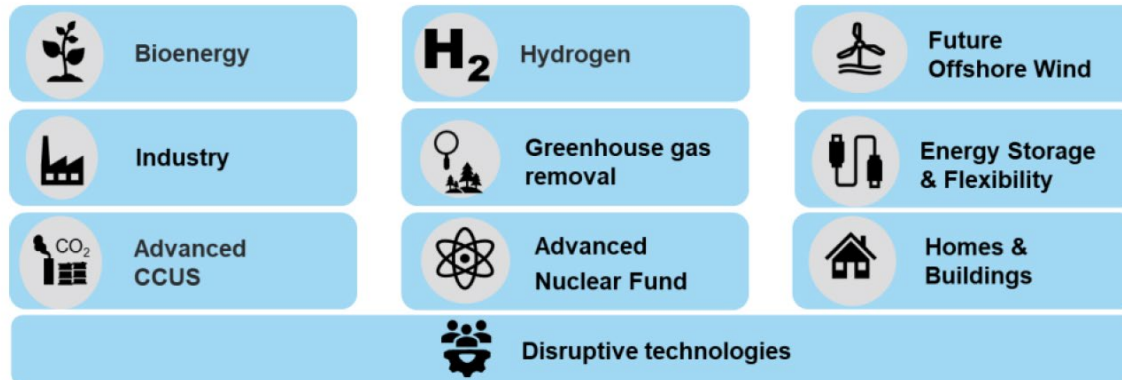 Bioenergy
H2
Hydrogen
Future
Offshore Wind
Industry
Greenhouse gas
removal
Energy Storage
& Flexibility
CO2
Advanced
CCUS
Advanced
Nuclear Fund
Homes &
Buildings
Disruptive technologies